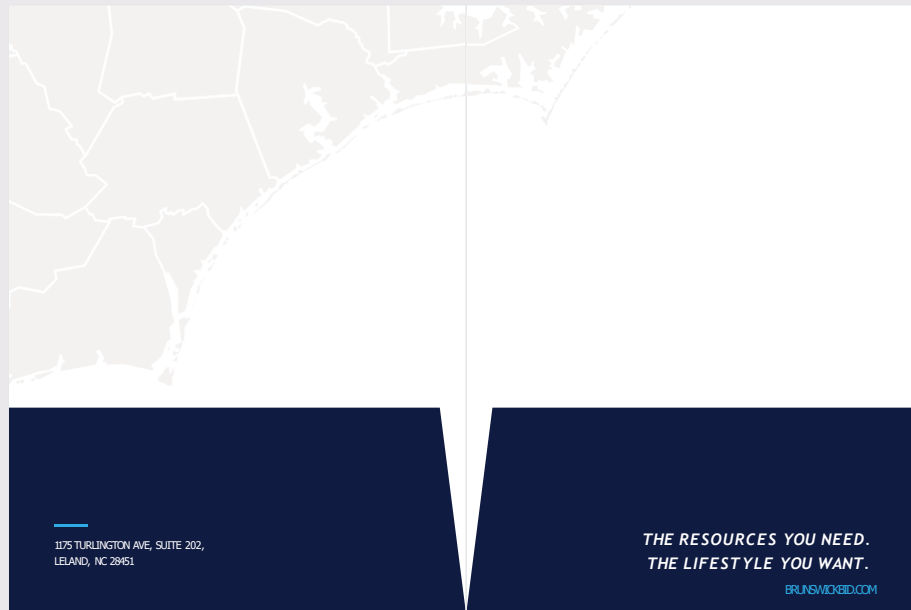 1175 TURLINGTON AVE, SUITE 202,
LELAND, NC 28451
THE RESOURCES YOU NEED.
THE LIFESTYLE YOU WANT.
BRUNSWICKBID.COM